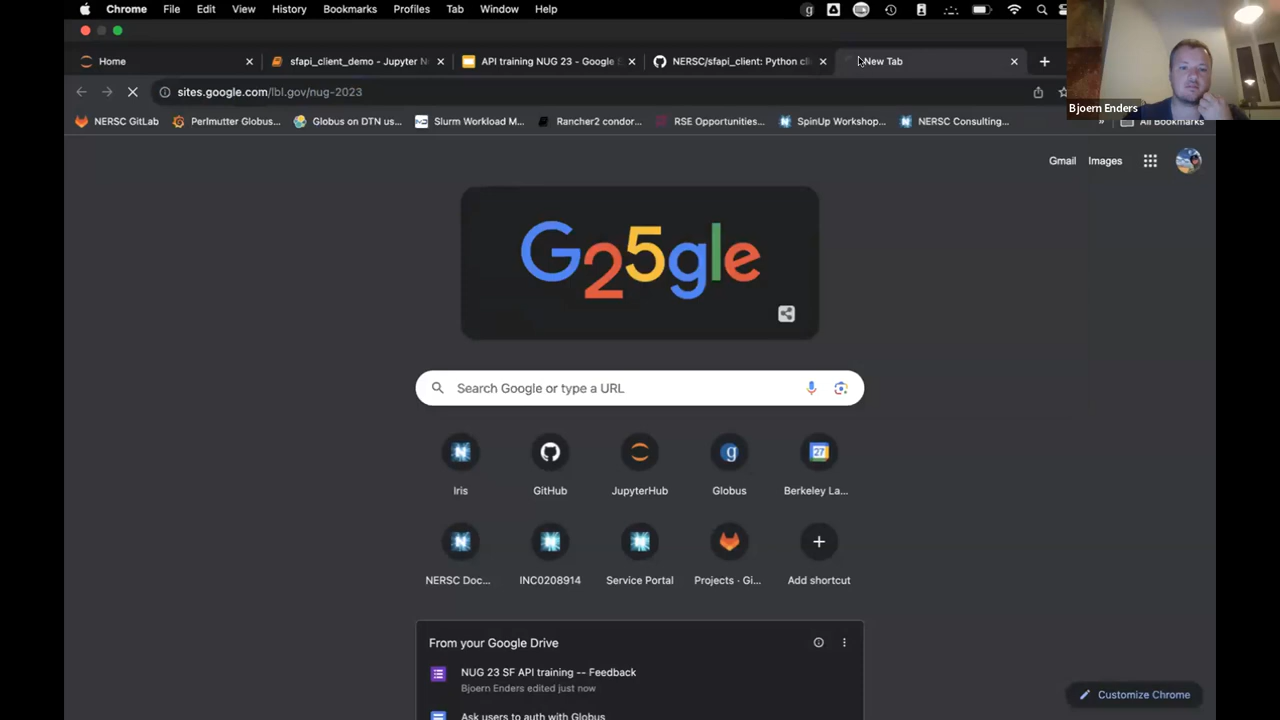 Chrome File Edit View History Bookmarks Profiles Tab Window Help
Home
sfapi_client_demo - Jupyter N
API training NUG 23 - Google S
NERSC/sfapi_client: Python cli
New Tab
sites.google.com/lbl.gov/nug-2023
Bjoern Enders
NERSC GitLab
Perlmutter Globus...
Globus on DTN us...
Slurm Workload M...
Rancher2 condor...
RSE Opportunities...
SpinUp Workshop...
NERSC Consulting...
»
All Bookmarks
Gmail Images
G25gle
Search Google or type a URL
Iris
GitHub
JupyterHub
Globus
27
Berkeley La...
NERSC Doc...
INC0208914
Service Portal
Projects · Gi...
Add shortcut
From your Google Drive
NUG 23 SF API training -- Feedback
Bjoern Enders edited just now
Ask users to auth with Globus
Customize Chrome